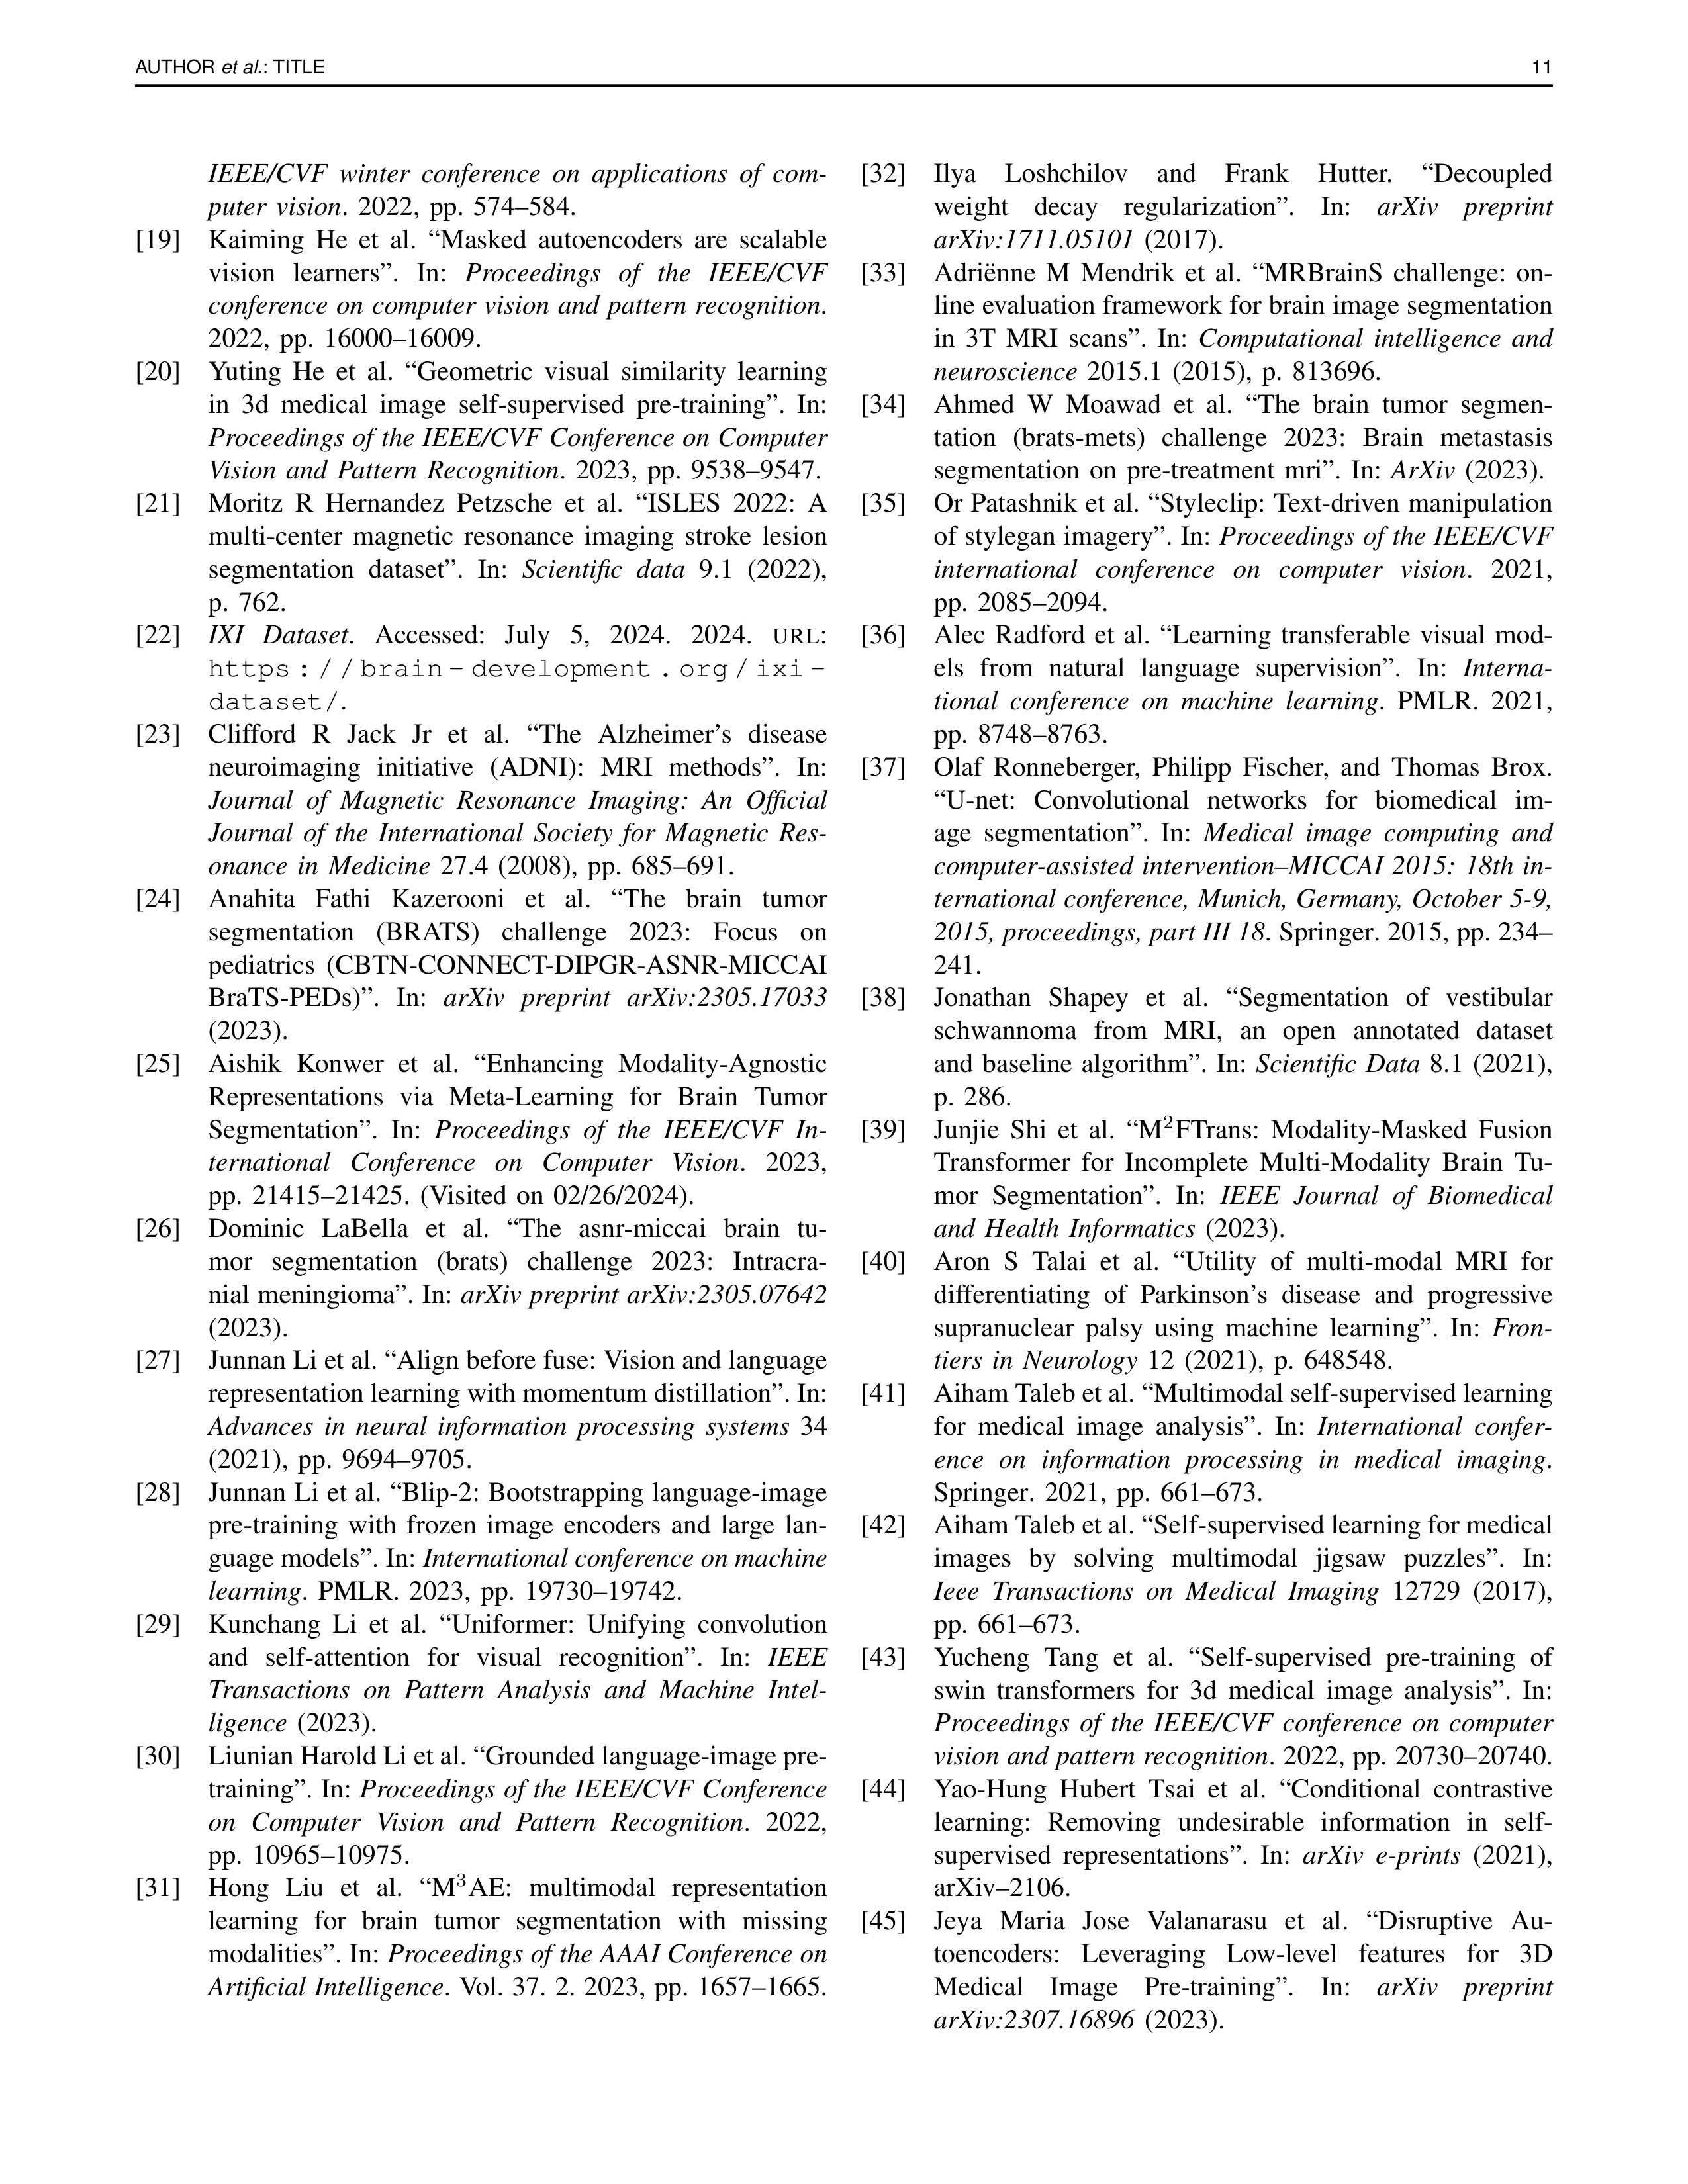 AUTHOR et al.: TITLE 11
IEEE/CVF winter conference on applications of com-
puter vision. 2022, pp. 574–584.
[19] Kaiming He et al. “Masked autoencoders are scalable
vision learners”. In: Proceedings of the IEEE/CVF
conference on computer vision and pattern recognition.
2022, pp. 16000–16009.
[20] Yuting He et al. “Geometric visual similarity learning
in 3d medical image self-supervised pre-training”. In:
Proceedings of the IEEE/CVF Conference on Computer
Vision and Pattern Recognition. 2023, pp. 9538–9547.
[21] Moritz R Hernandez Petzsche et al. “ISLES 2022: A
multi-center magnetic resonance imaging stroke lesion
segmentation dataset”. In: Scientific data 9.1 (2022),
p. 762.
[22] IXI Dataset. Accessed: July 5, 2024. 2024. URL:
https://brain-development.org/ixi-
dataset/.
[23] Clifford R Jack Jr et al. “The Alzheimer’s disease
neuroimaging initiative (ADNI): MRI methods”. In:
Journal of Magnetic Resonance Imaging: An Official
Journal of the International Society for Magnetic Res-
onance in Medicine 27.4 (2008), pp. 685–691.
[24] Anahita Fathi Kazerooni et al. “The brain tumor
segmentation (BRATS) challenge 2023: Focus on
pediatrics (CBTN-CONNECT-DIPGR-ASNR-MICCAI
BraTS-PEDs)”. In: arXiv preprint arXiv:2305.17033
(2023).
[25] Aishik Konwer et al. “Enhancing Modality-Agnostic
Representations via Meta-Learning for Brain Tumor
Segmentation”. In: Proceedings of the IEEE/CVF In-
ternational Conference on Computer Vision. 2023,
pp. 21415–21425. (Visited on 02/26/2024).
[26] Dominic LaBella et al. “The asnr-miccai brain tu-
mor segmentation (brats) challenge 2023: Intracra-
nial meningioma”. In: arXiv preprint arXiv:2305.07642
(2023).
[27] Junnan Li et al. “Align before fuse: Vision and language
representation learning with momentum distillation”. In:
Advances in neural information processing systems 34
(2021), pp. 9694–9705.
[28] Junnan Li et al. “Blip-2: Bootstrapping language-image
pre-training with frozen image encoders and large lan-
guage models”. In: International conference on machine
learning. PMLR. 2023, pp. 19730–19742.
[29] Kunchang Li et al. “Uniformer: Unifying convolution
and self-attention for visual recognition”. In: IEEE
Transactions on Pattern Analysis and Machine Intel-
ligence (2023).
[30] Liunian Harold Li et al. “Grounded language-image pre-
training”. In: Proceedings of the IEEE/CVF Conference
on Computer Vision and Pattern Recognition. 2022,
pp. 10965–10975.
[31] Hong Liu et al. “M³AE: multimodal representation
learning for brain tumor segmentation with missing
modalities”. In: Proceedings of the AAAI Conference on
Artificial Intelligence. Vol. 37. 2. 2023, pp. 1657–1665.
[32] Ilya Loshchilov and Frank Hutter. “Decoupled
weight decay regularization”. In: arXiv preprint
arXiv:1711.05101 (2017).
[33] Adriënne M Mendrik et al. “MRBrainS challenge: on-
line evaluation framework for brain image segmentation
in 3T MRI scans”. In: Computational intelligence and
neuroscience 2015.1 (2015), p. 813696.
[34] Ahmed W Moawad et al. “The brain tumor segmen-
tation (brats-mets) challenge 2023: Brain metastasis
segmentation on pre-treatment mri”. In: ArXiv (2023).
[35] Or Patashnik et al. “Styleclip: Text-driven manipulation
of stylegan imagery”. In: Proceedings of the IEEE/CVF
international conference on computer vision. 2021,
pp. 2085–2094.
[36] Alec Radford et al. “Learning transferable visual mod-
els from natural language supervision”. In: Interna-
tional conference on machine learning. PMLR. 2021,
pp. 8748–8763.
[37] Olaf Ronneberger, Philipp Fischer, and Thomas Brox.
“U-net: Convolutional networks for biomedical im-
age segmentation”. In: Medical image computing and
computer-assisted intervention–MICCAI 2015: 18th in-
ternational conference, Munich, Germany, October 5-9,
2015, proceedings, part III 18. Springer. 2015, pp. 234–
241.
[38] Jonathan Shapey et al. “Segmentation of vestibular
schwannoma from MRI, an open annotated dataset
and baseline algorithm”. In: Scientific Data 8.1 (2021),
p. 286.
[39] Junjie Shi et al. “M²FTrans: Modality-Masked Fusion
Transformer for Incomplete Multi-Modality Brain Tu-
mor Segmentation”. In: IEEE Journal of Biomedical
and Health Informatics (2023).
[40] Aron S Talai et al. “Utility of multi-modal MRI for
differentiating of Parkinson’s disease and progressive
supranuclear palsy using machine learning”. In: Fron-
tiers in Neurology 12 (2021), p. 648548.
[41] Aiham Taleb et al. “Multimodal self-supervised learning
for medical image analysis”. In: International confer-
ence on information processing in medical imaging.
Springer. 2021, pp. 661–673.
[42] Aiham Taleb et al. “Self-supervised learning for medical
images by solving multimodal jigsaw puzzles”. In:
Ieee Transactions on Medical Imaging 12729 (2017),
pp. 661–673.
[43] Yucheng Tang et al. “Self-supervised pre-training of
swin transformers for 3d medical image analysis”. In:
Proceedings of the IEEE/CVF conference on computer
vision and pattern recognition. 2022, pp. 20730–20740.
[44] Yao-Hung Hubert Tsai et al. “Conditional contrastive
learning: Removing undesirable information in self-
supervised representations”. In: arXiv e-prints (2021),
arXiv–2106.
[45] Jeya Maria Jose Valanarasu et al. “Disruptive Au-
toencoders: Leveraging Low-level features for 3D
Medical Image Pre-training”. In: arXiv preprint
arXiv:2307.16896 (2023).